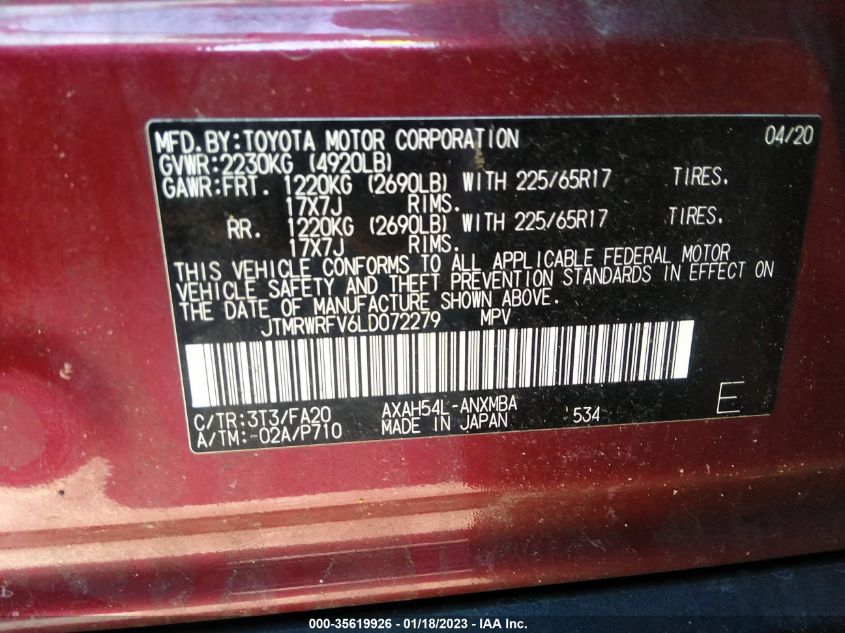 MFD. BY: TOYOTA MOTOR CORPORATION 04/20
GVWR: 2230KG (4920LB)
GAWR: FRT. 1220KG (2690LB) WITH 225/65R17 TIRES.
17X7J RIMS.
RR. 1220KG (2690LB) WITH 225/65R17 TIRES.
17X7J RIMS.
THIS VEHICLE CONFORMS TO ALL APPLICABLE FEDERAL MOTOR
VEHICLE SAFETY AND THEFT PREVENTION STANDARDS IN EFFECT ON
THE DATE OF MANUFACTURE SHOWN ABOVE.
JTMRWRFV6LD072279 MPV
C/TR: 3T3/FA20 AXAH54L-ANXMBA 534 E
A/TM: -02A/P710 MADE IN JAPAN
000-35619926 - 01/18/2023 - IAA Inc.